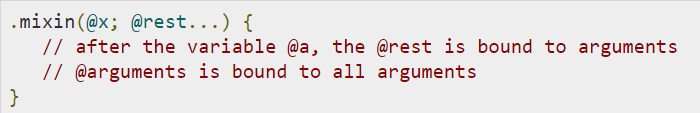 .mixin(@x; @rest...) {
// after the variable @a, the @rest is bound to arguments
// @arguments is bound to all arguments
}